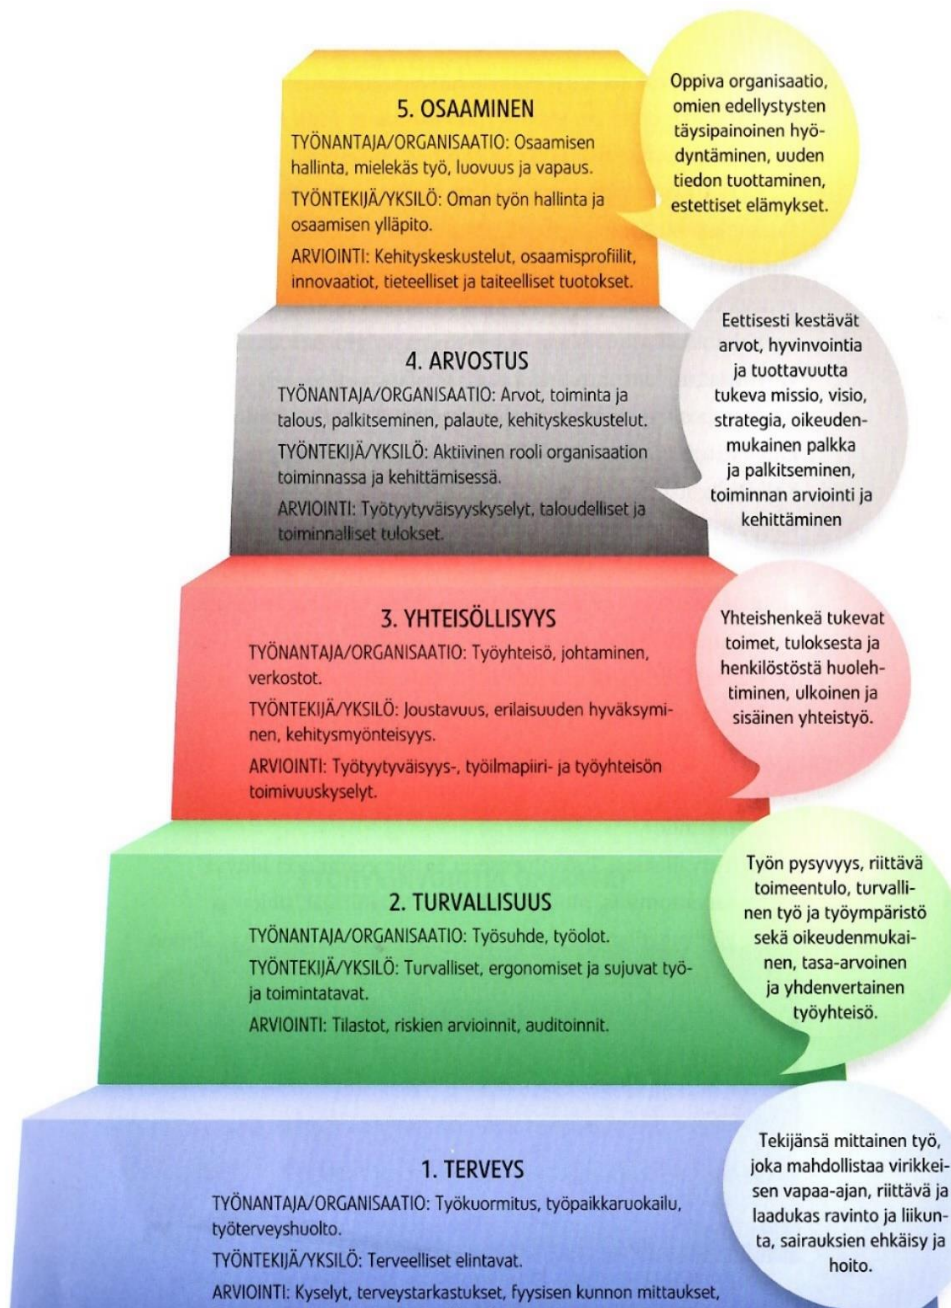 5. OSAAMINEN
TYÖNANTAJA/ORGANISAATIO: Osaamisen
hallinta, mielekäs työ, luovuus ja vapaus.
TYÖNTEKIJÄ/YKSILÖ: Oman työn hallinta ja
osaamisen ylläpito.
ARVIOINTI: Kehityskeskustelut, osaamisprofiilit,
innovaatiot, tieteelliset ja taiteelliset tuotokset.
Oppiva organisaatio,
omien edellystysten
täysipainoinen hyö-
dyntäminen, uuden
tiedon tuottaminen,
estettiset elämykset.
4. ARVOSTUS
TYÖNANTAJA/ORGANISAATIO: Arvot, toiminta ja
talous, palkitseminen, palaute, kehityskeskustelut.
TYÖNTEKIJÄ/YKSILÖ: Aktiivinen rooli organisaation
toiminnassa ja kehittämisessä.
ARVIOINTI: Työtyytyväisyyskyselyt, taloudelliset ja
toiminnalliset tulokset.
Eettisesti kestävät
arvot, hyvinvointia
ja tuottavuutta
tukeva missio, visio,
strategia, oikeuden-
mukainen palkka
ja palkitseminen,
toiminnan arviointi ja
kehittäminen
3. YHTEISÖLLISYYS
TYÖNANTAJA/ORGANISAATIO: Työyhteisö, johtaminen,
verkostot.
TYÖNTEKIJÄ/YKSILÖ: Joustavuus, erilaisuuden hyväksymi-
nen, kehitysmyönteisyys.
ARVIOINTI: Työtyytyväisyys-, työilmapiiri- ja työyhteisön
toimivuuskyselyt.
Yhteishenkeä tukevat
toimet, tuloksesta ja
henkilöstöstä huoleh-
timinen, ulkoinen ja
sisäinen yhteistyö.
2. TURVALLISUUS
TYÖNANTAJA/ORGANISAATIO: Työsuhde, työolot.
TYÖNTEKIJÄ/YKSILÖ: Turvalliset, ergonomiset ja sujuvat työ-
ja toimintatavat.
ARVIOINTI: Tilastot, riskien arvioinnit, auditoinnit.
Työn pysyvyys, riittävä
toimeentulo, turvalli-
nen työ ja työympäristö
sekä oikeudenmukai-
nen, tasa-arvoinen
ja yhdenvertainen
työyhteisö.
1. TERVEYS
TYÖNANTAJA/ORGANISAATIO: Työkuormitus, työpaikkaruokailu,
työterveyshuolto.
TYÖNTEKIJÄ/YKSILÖ: Terveelliset elintavat.
ARVIOINTI: Kyselyt, terveystarkastukset, fyysisen kunnon mittaukset,
Tekijänsä mittainen työ,
joka mahdollistaa virikkei-
sen vapaa-ajan, riittävä ja
laadukas ravinto ja liikun-
ta, sairauksien ehkäisy ja
hoito.